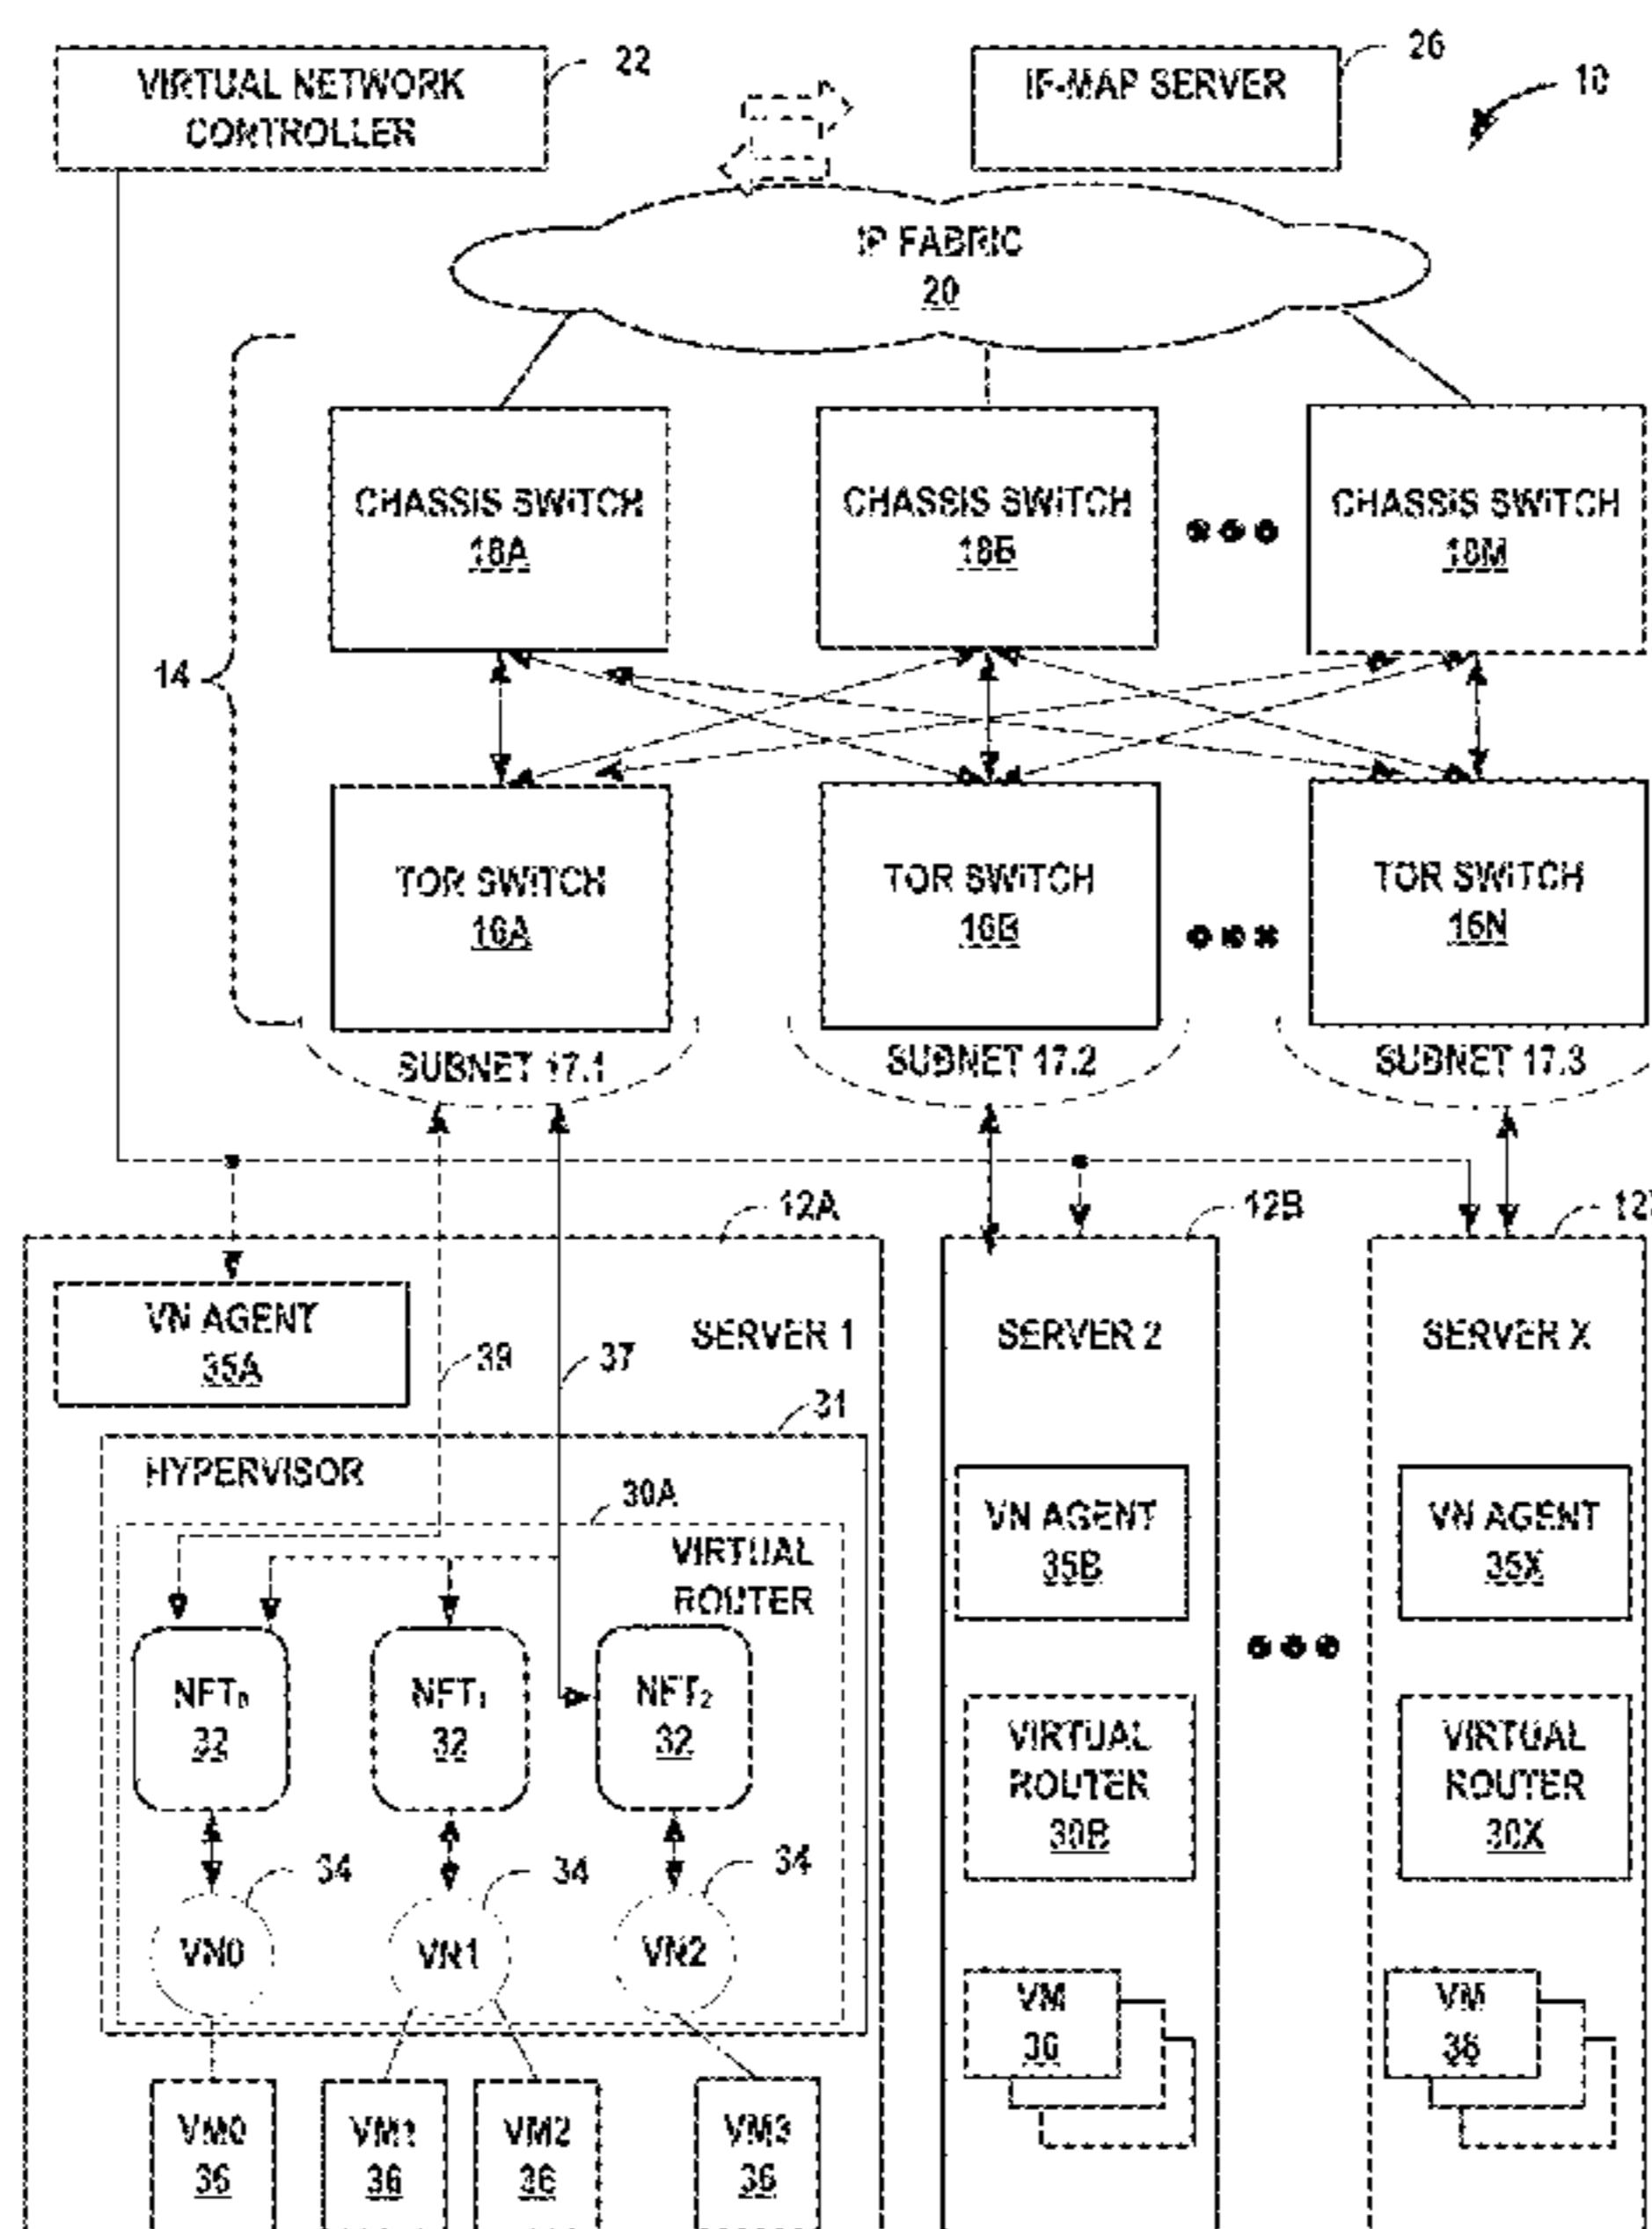 VIRTUAL NETWORK
CONTROLLER
22
IF-MAP SERVER
26
10
IP FABRIC
20
CHASSIS SWITCH
18A
CHASSIS SWITCH
18B
CHASSIS SWITCH
18M
14
TOR SWITCH
16A
TOR SWITCH
16B
TOR SWITCH
16N
SUBNET 17.1
SUBNET 17.2
SUBNET 17.3
12A
12B
VN AGENT
35A
SERVER 1
39
37
31
HYPERVISOR
30A
VIRTUAL
ROUTER
NFT₀
32
NFT₁
32
NFT₂
32
34
34
34
VN0
VN1
VN2
VM0
36
VM1
36
VM2
36
VM3
36
SERVER 2
VN AGENT
35B
VIRTUAL
ROUTER
30B
VM
36
SERVER X
VN AGENT
35X
VIRTUAL
ROUTER
30X
VM
36